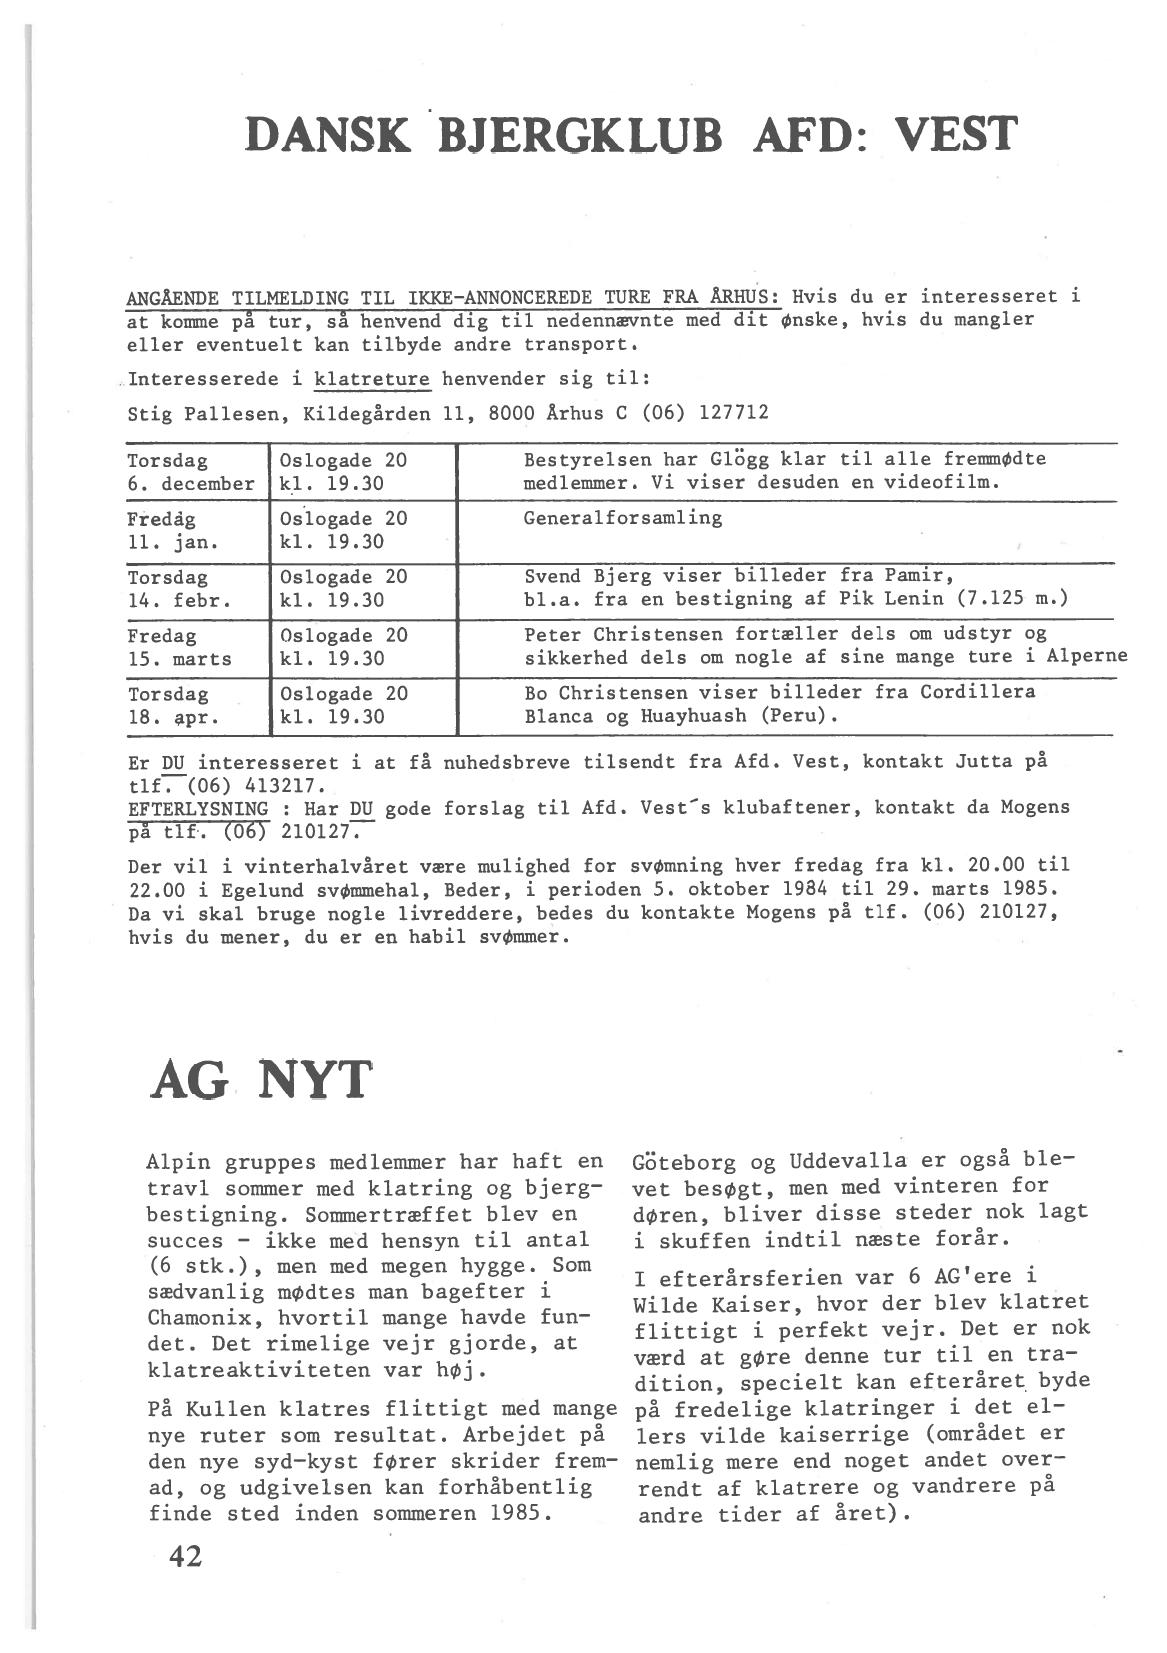 DANSK BJERGKLUB AFD: VEST
ANGÅENDE TILMELDING TIL IKKE-ANNONCEREDE TURE FRA ÅRHUS: Hvis du er interesseret i
at komme på tur, så henvend dig til nedennævnte med dit ønske, hvis du mangler
eller eventuelt kan tilbyde andre transport.
Interesserede i klatreture henvender sig til:
Stig Pallesen, Kildegården 11, 8000 Århus C (06) 127712
Torsdag Oslogade 20 Bestyrelsen har Glögg klar til alle fremmødte
6. december kl. 19.30 medlemmer. Vi viser desuden en videofilm.
Fredag Oslogade 20 Generalforsamling
11. jan. kl. 19.30
Torsdag Oslogade 20 Svend Bjerg viser billeder fra Pamir,
14. febr. kl. 19.30 bl.a. fra en bestigning af Pik Lenin (7.125 m.)
Fredag Oslogade 20 Peter Christensen fortæller dels om udstyr og
15. marts kl. 19.30 sikkerhed dels om nogle af sine mange ture i Alperne
Torsdag Oslogade 20 Bo Christensen viser billeder fra Cordillera
18. apr. kl. 19.30 Blanca og Huayhuash (Peru).
Er DU interesseret i at få nuhedsbreve tilsendt fra Afd. Vest, kontakt Jutta på
tlf. (06) 413217.
EFTERLYSNING : Har DU gode forslag til Afd. Vest´s klubaftener, kontakt da Mogens
på tlf. (06) 210127.
Der vil i vinterhalvåret være mulighed for svømning hver fredag fra kl. 20.00 til
22.00 i Egelund svømmehal, Beder, i perioden 5. oktober 1984 til 29. marts 1985.
Da vi skal bruge nogle livreddere, bedes du kontakte Mogens på tlf. (06) 210127,
hvis du mener, du er en habil svømmer.
AG NYT
Alpin gruppes medlemmer har haft en
travl sommer med klatring og bjerg-
bestigning. Sommertræffet blev en
succes - ikke med hensyn til antal
(6 stk.), men med megen hygge. Som
sædvanlig mødtes man bagefter i
Chamonix, hvortil mange havde fun-
det. Det rimelige vejr gjorde, at
klatreaktiviteten var høj.
På Kullen klatres flittigt med mange
nye ruter som resultat. Arbejdet på
den nye syd-kyst fører skrider frem-
ad, og udgivelsen kan forhåbentlig
finde sted inden sommeren 1985.
Göteborg og Uddevalla er også ble-
vet besøgt, men med vinteren for
døren, bliver disse steder nok lagt
i skuffen indtil næste forår.
I efterårsferien var 6 AG'ere i
Wilde Kaiser, hvor der blev klatret
flittigt i perfekt vejr. Det er nok
værd at gøre denne tur til en tra-
dition, specielt kan efteråret byde
på fredelige klatringer i det el-
lers vilde kaiserrige (området er
nemlig mere end noget andet over-
rendt af klatrere og vandrere på
andre tider af året).
42